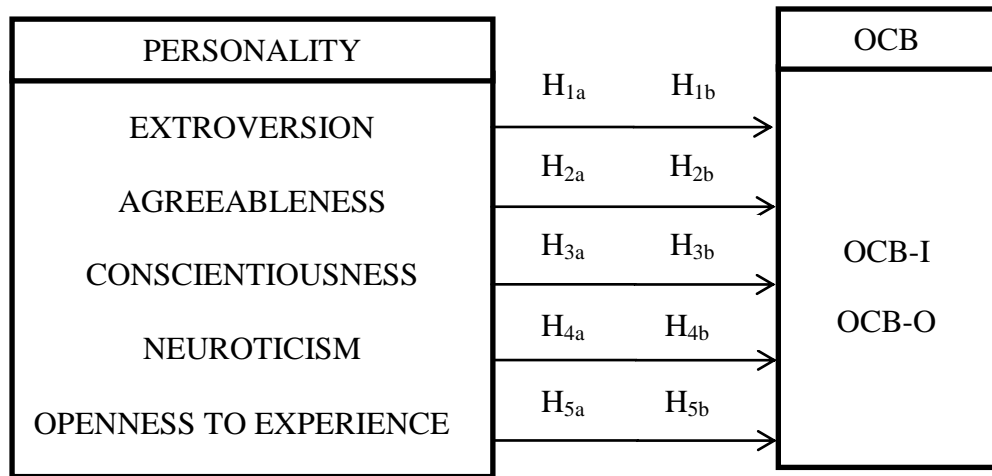 PERSONALITY
EXTROVERSION
AGREEABLENESS
CONSCIENTIOUSNESS
NEUROTICISM
OPENNESS TO EXPERIENCE
H1a H1b
H2a H2b
H3a H3b
H4a H4b
H5a H5b
OCB
OCB-I
OCB-O